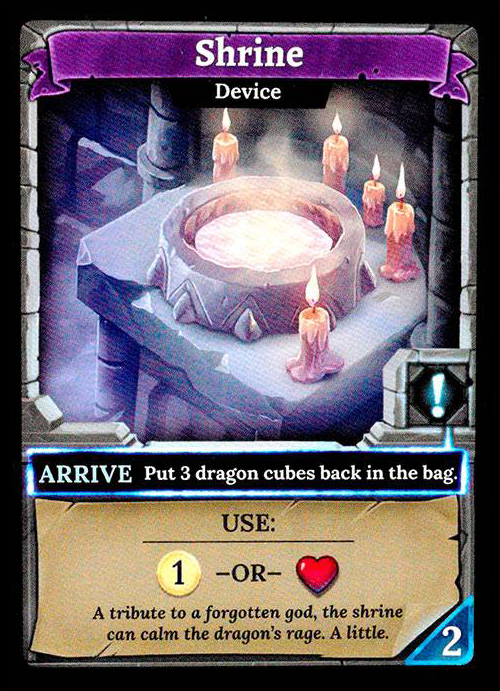 Shrine
Device
!
ARRIVE Put 3 dragon cubes back in the bag.
USE:
1 –OR–
A tribute to a forgotten god, the shrine
can calm the dragon's rage. A little.
2